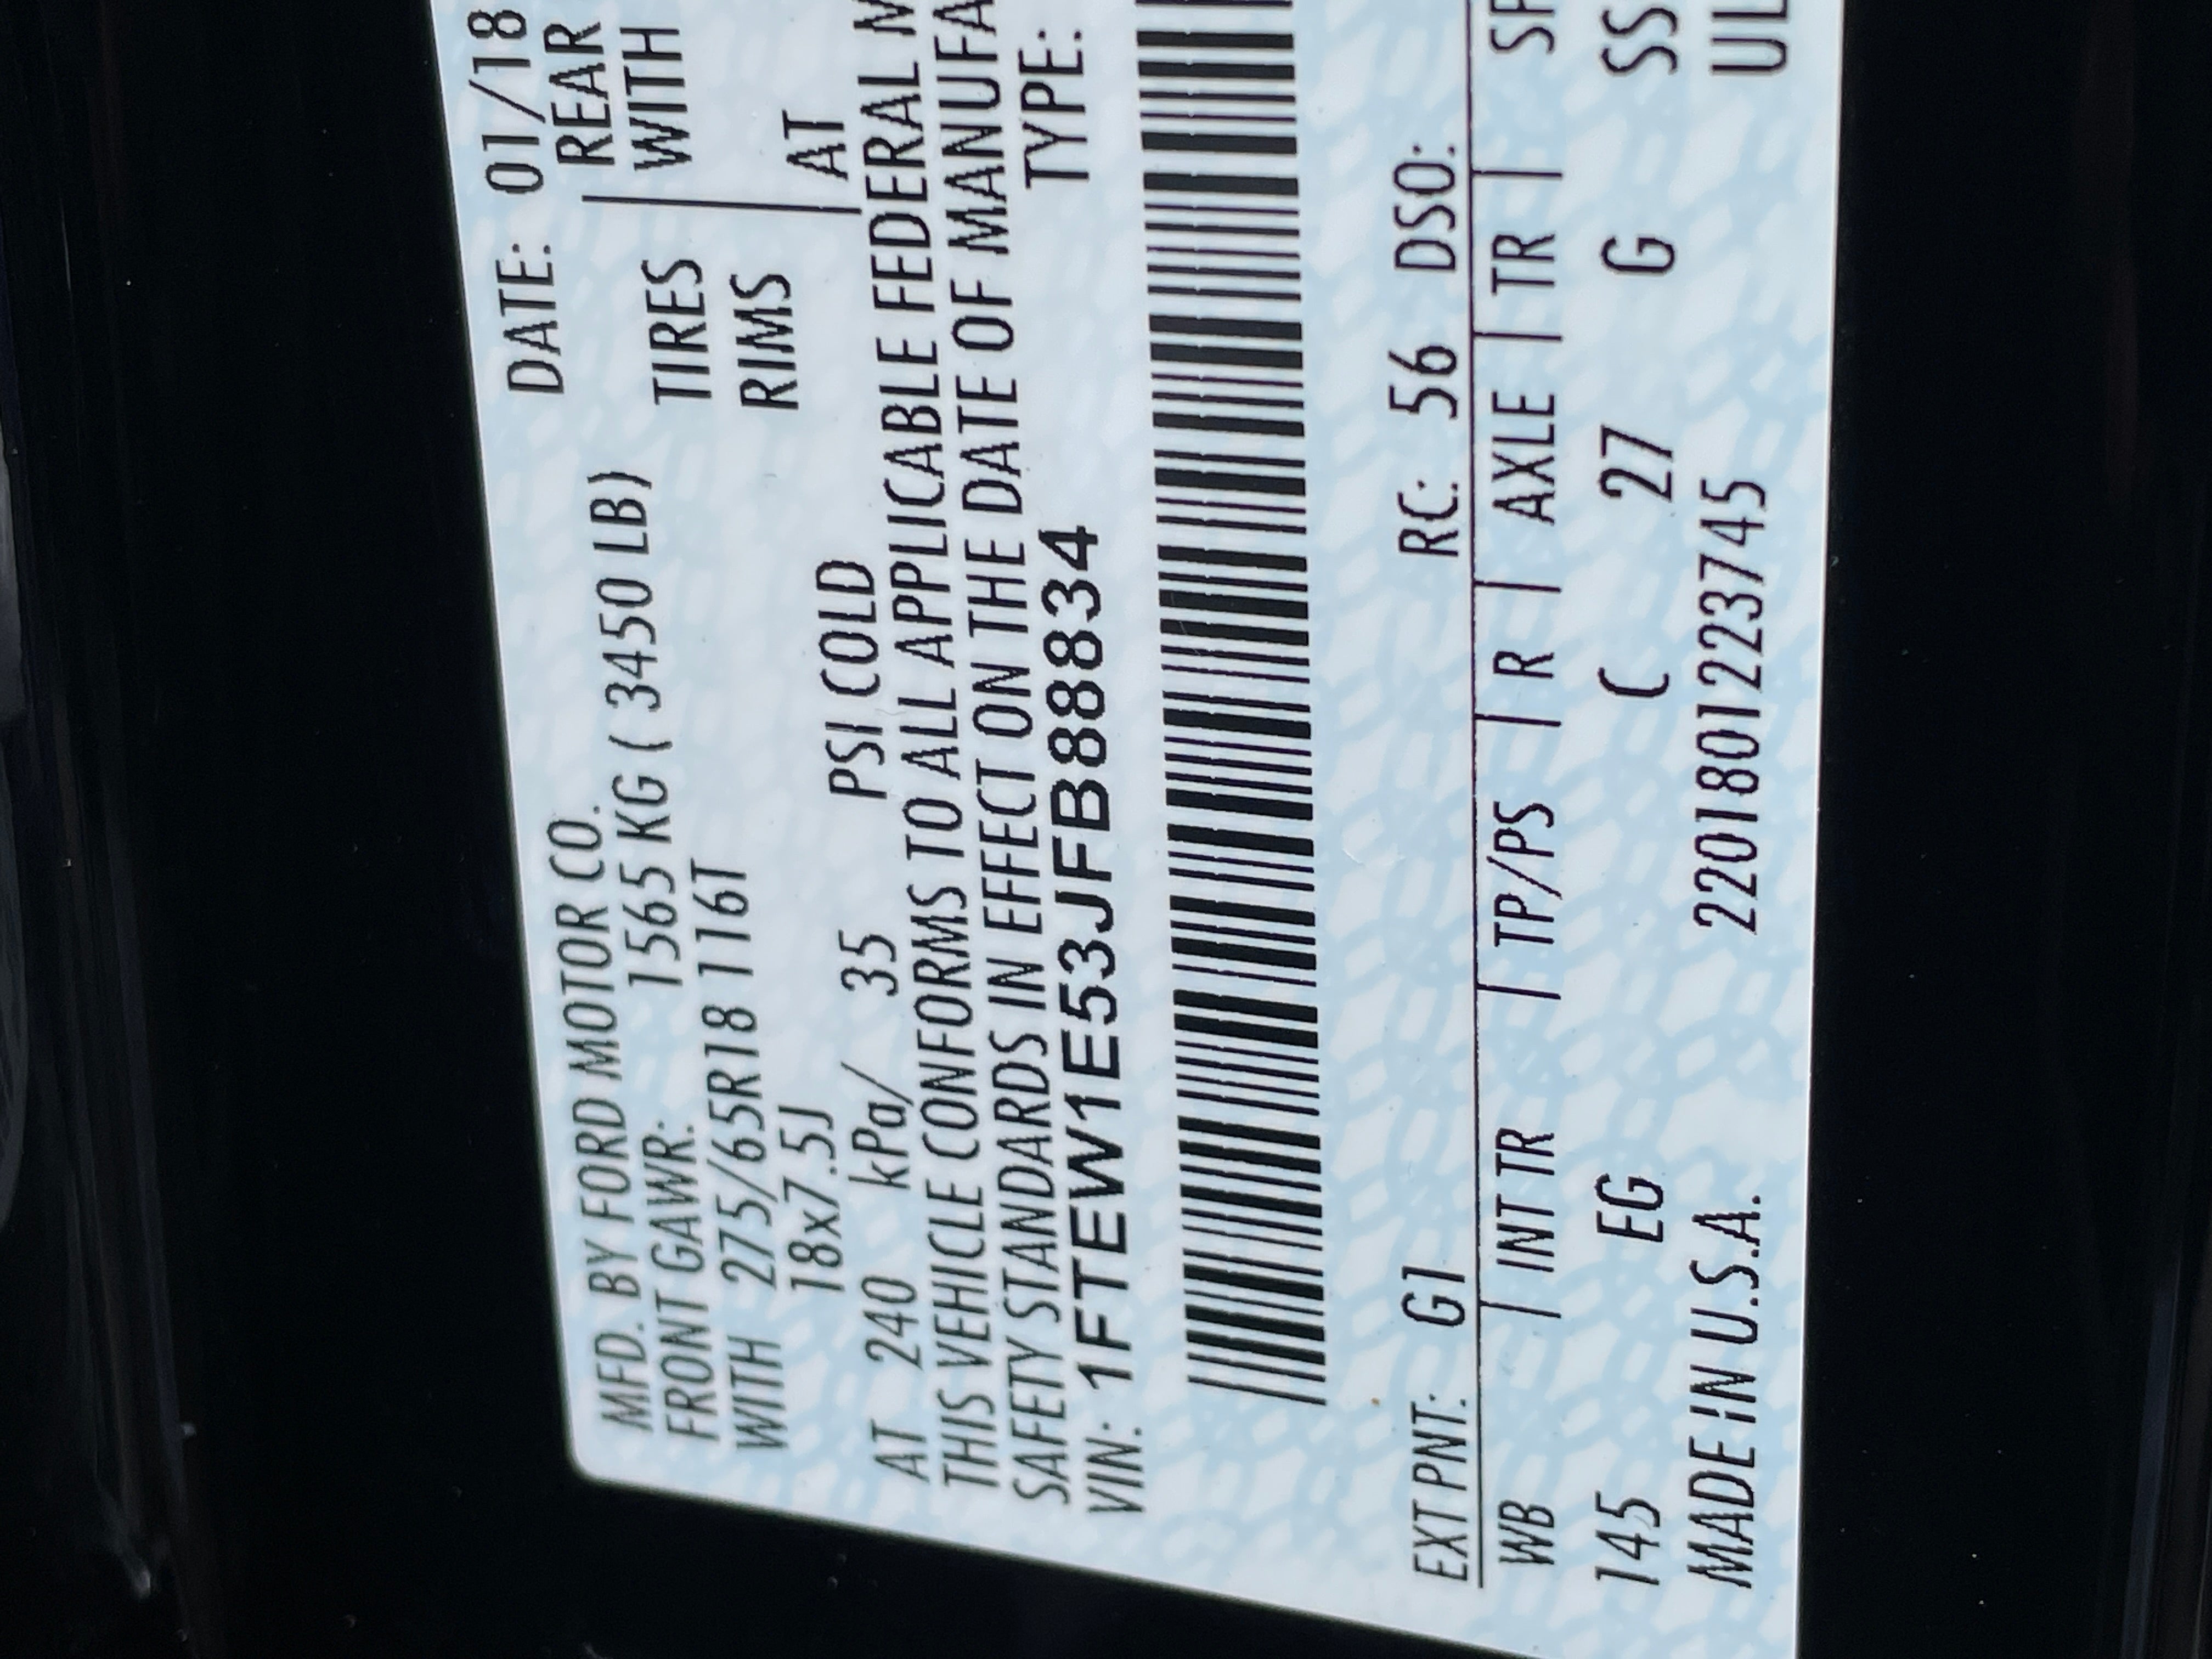 MFD. BY FORD MOTOR CO. DATE: 01/18
FRONT GAWR: 1565 KG ( 3450 LB) REAR
WITH 275/65R18 116T TIRES WITH
18x7.5J RIMS
AT 240 kPa/ 35 PSI COLD AT
THIS VEHICLE CONFORMS TO ALL APPLICABLE FEDERAL M
SAFETY STANDARDS IN EFFECT ON THE DATE OF MANUFA
VIN: 1FTEW1E53JFB88834 TYPE:
EXT PNT: G1 RC: 56 DSO:
WB | INT TR | TP/PS | R | AXLE | TR | SP
145 EG C 27 G SS
MADE IN U.S.A. 220180122374​5 UL